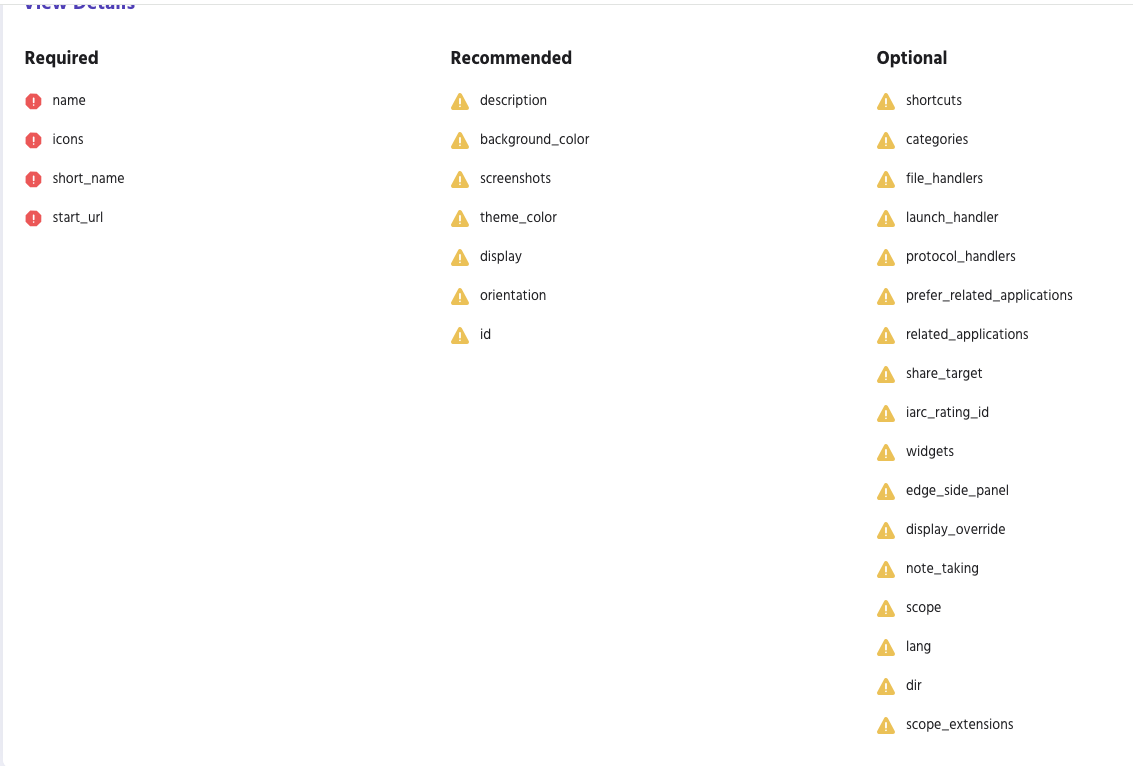 View Details
Required
name
icons
short_name
start_url
Recommended
description
background_color
screenshots
theme_color
display
orientation
id
Optional
shortcuts
categories
file_handlers
launch_handler
protocol_handlers
prefer_related_applications
related_applications
share_target
iarc_rating_id
widgets
edge_side_panel
display_override
note_taking
scope
lang
dir
scope_extensions